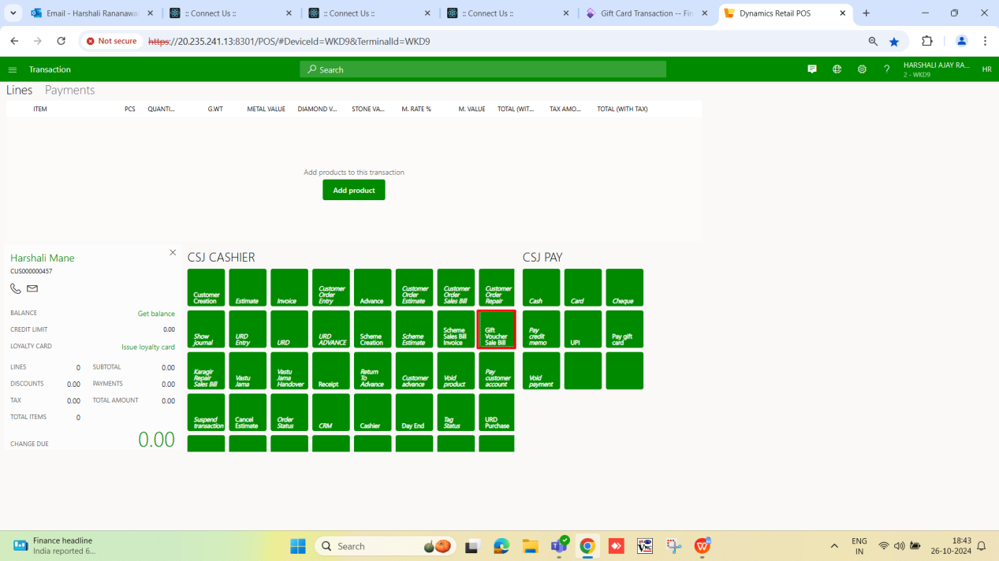 Email - Harshali Rananawa
:: Connect Us ::
:: Connect Us ::
:: Connect Us ::
Gift Card Transaction -- Fin
Dynamics Retail POS
Not secure
https://20.235.241.13:8301/POS/#DeviceId=WKD9&TerminalId=WKD9
Transaction
Search
HARSHALI AJAY RA...
2 - WKD9
HR
Lines Payments
ITEM PCS QUANTI... G.WT METAL VALUE DIAMOND V... STONE VA... M. RATE % M. VALUE TOTAL (WIT... TAX AMO... TOTAL (WITH TAX)
Add products to this transaction
Add product
Harshali Mane
CUS000000457
BALANCE Get balance
CREDIT LIMIT 0.00
LOYALTY CARD Issue loyalty card
LINES 0 SUBTOTAL 0.00
DISCOUNTS 0.00 PAYMENTS 0.00
TAX 0.00 TOTAL AMOUNT 0.00
TOTAL ITEMS 0
CHANGE DUE 0.00
CSJ CASHIER
Customer
Creation
Estimate
Invoice
Customer
Order
Entry
Advance
Customer
Order
Estimate
Customer
Order
Sales Bill
Customer
Order
Repair
Show
journal
URD
Entry
URD
URD
ADVANCE
Scheme
Creation
Scheme
Estimate
Scheme
Sales Bill
Invoice
Gift
Voucher
Sale Bill
Karagir
Repair
Sales Bill
Vastu
Jama
Vastu
Jama
Handover
Receipt
Return
To
Advance
Customer
advance
Void
product
Pay
customer
account
Suspend
transaction
Cancel
Estimate
Order
Status
CRM
Cashier
Day End
Tag
Status
URD
Purchase
CSJ PAY
Cash
Card
Cheque
Pay
credit
memo
UPI
Pay gift
card
Void
payment
Finance headline
India reported 6...
Search
ENG
IN
18:43
26-10-2024